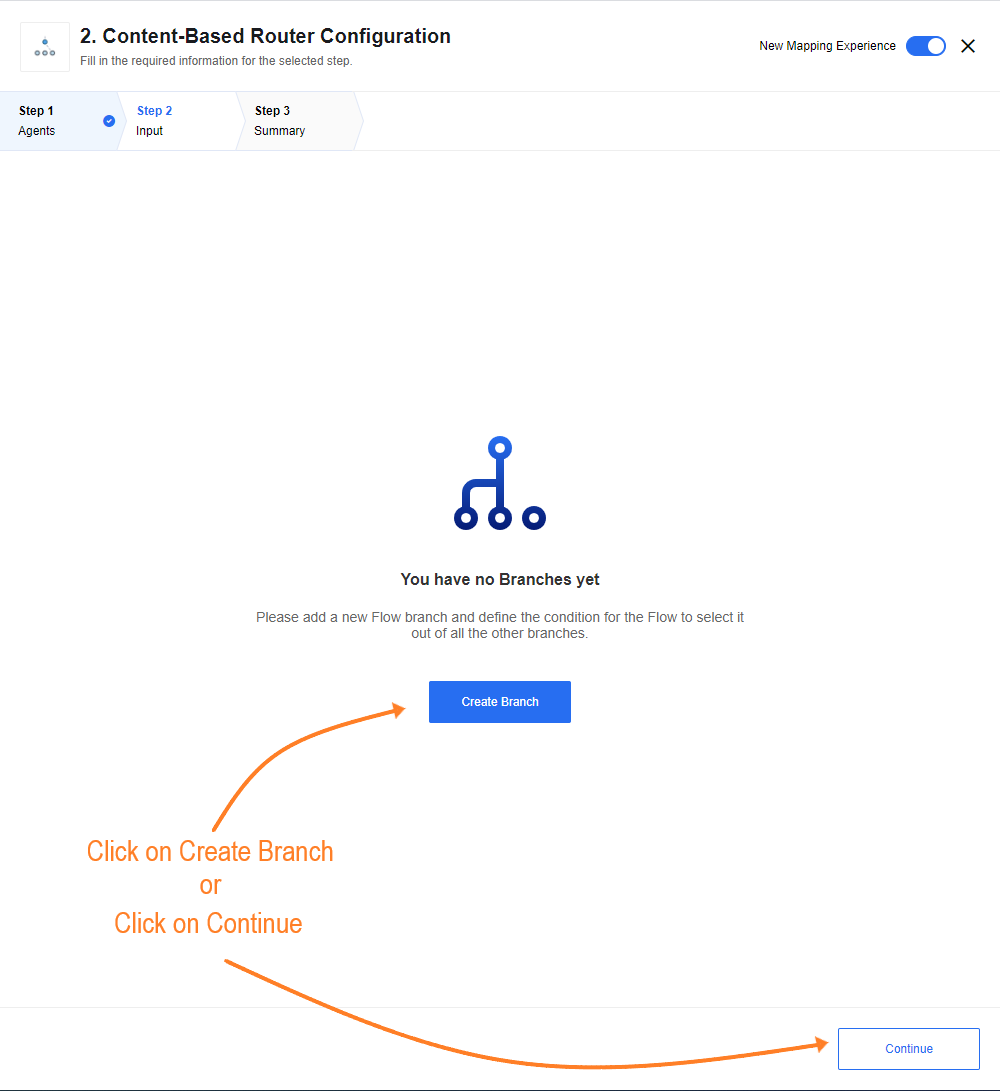 2. Content-Based Router Configuration
Fill in the required information for the selected step.
New Mapping Experience
Step 1
Agents
Step 2
Input
Step 3
Summary
You have no Branches yet
Please add a new Flow branch and define the condition for the Flow to select it
out of all the other branches.
Create Branch
Click on Create Branch
or
Click on Continue
Continue